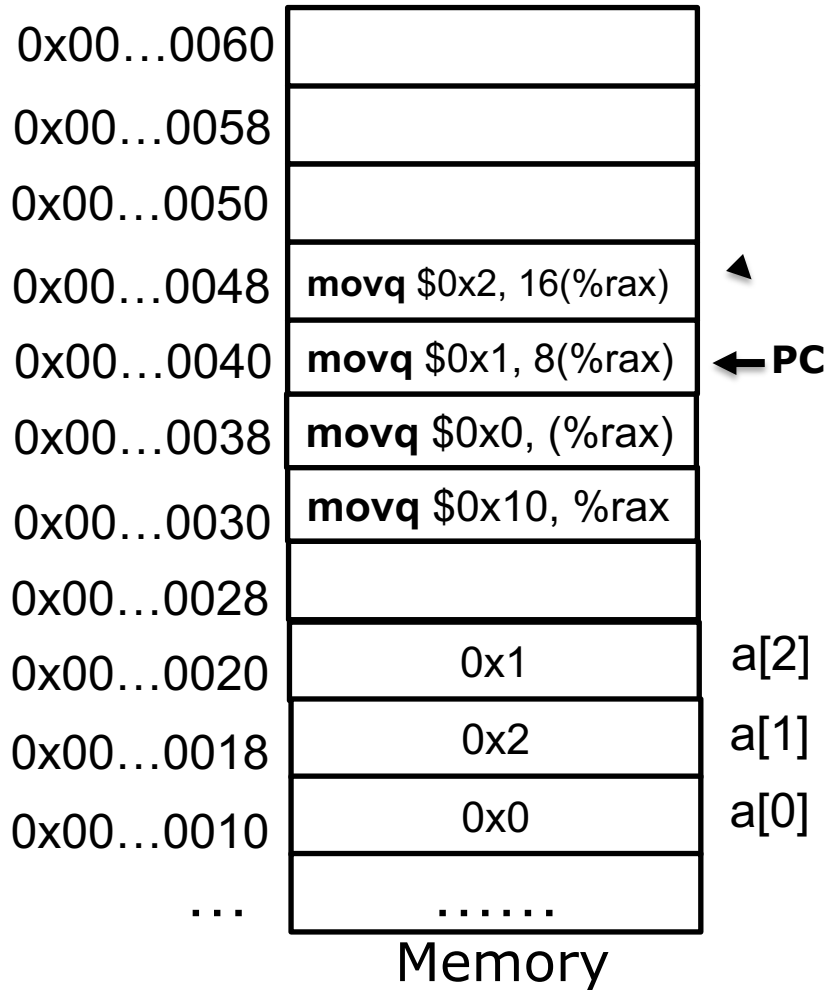 0x00…0060
0x00…0058
0x00…0050
0x00…0048 movq $0x2, 16(%rax)
0x00…0040 movq $0x1, 8(%rax) PC
0x00…0038 movq $0x0, (%rax)
0x00…0030 movq $0x10, %rax
0x00…0028
0x00…0020 0x1 a[2]
0x00…0018 0x2 a[1]
0x00…0010 0x0 a[0]
… ……
Memory